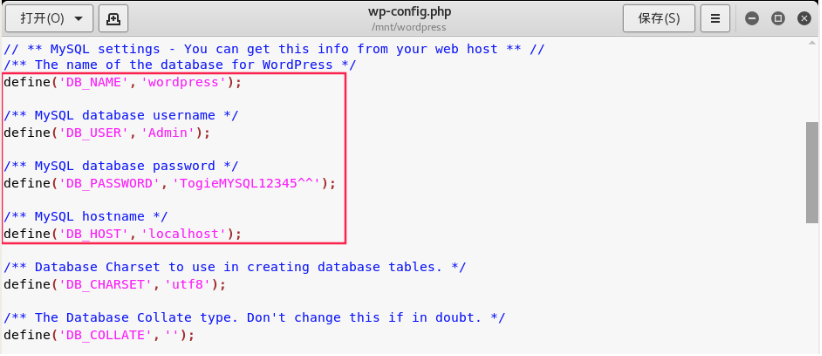 打开(O)
wp-config.php
/mnt/wordpress
保存(S)
// ** MySQL settings - You can get this info from your web host ** //
/** The name of the database for WordPress */
define('DB_NAME', 'wordpress');
/** MySQL database username */
define('DB_USER', 'Admin');
/** MySQL database password */
define('DB_PASSWORD', 'TogieMYSQL12345^^');
/** MySQL hostname */
define('DB_HOST', 'localhost');
/** Database Charset to use in creating database tables. */
define('DB_CHARSET', 'utf8');
/** The Database Collate type. Don't change this if in doubt. */
define('DB_COLLATE', '');